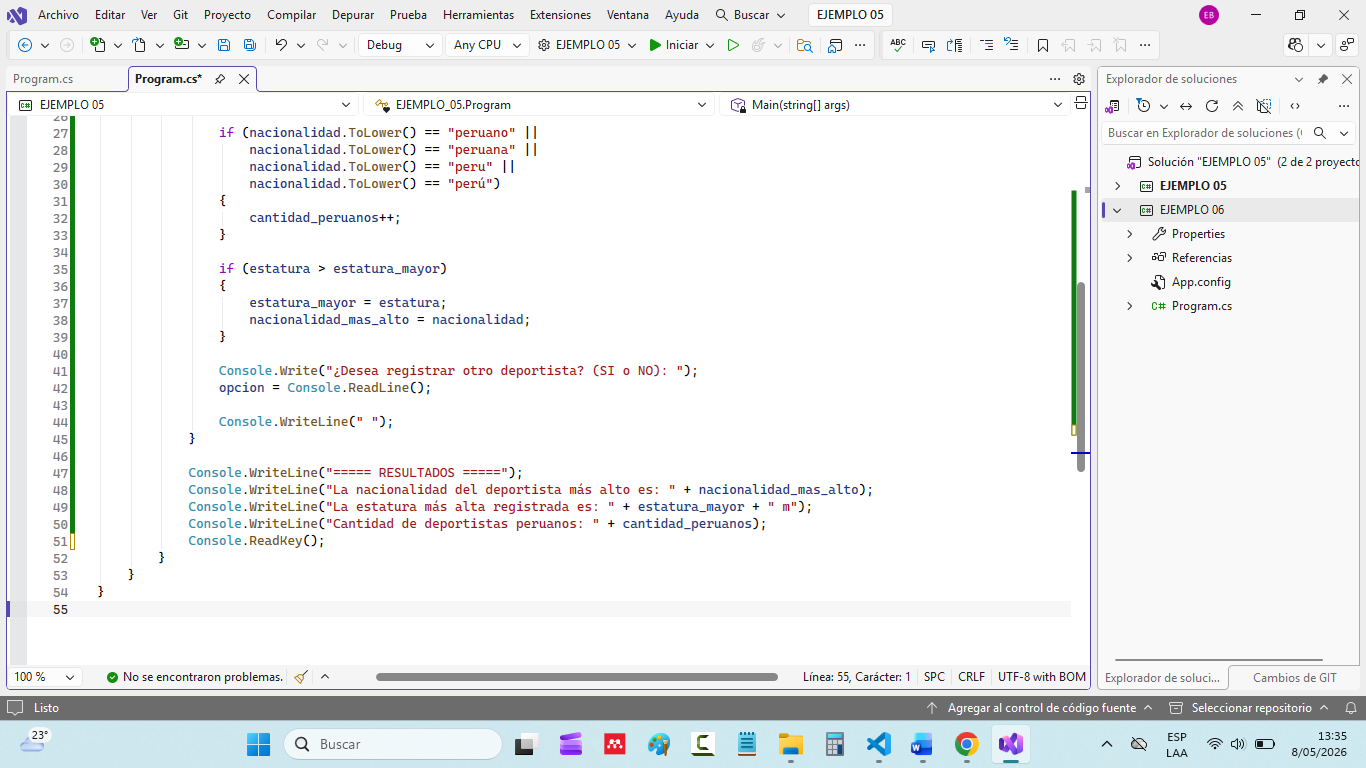 Archivo Editar Ver Git Proyecto Compilar Depurar Prueba Herramientas Extensiones Ventana Ayuda Buscar EJEMPLO 05 EB
Debug Any CPU EJEMPLO 05 Iniciar ABC
Program.cs Program.cs*
EJEMPLO 05 EJEMPLO_05.Program Main(string[] args)
26
27 if (nacionalidad.ToLower() == "peruano" ||
28 nacionalidad.ToLower() == "peruana" ||
29 nacionalidad.ToLower() == "peru" ||
30 nacionalidad.ToLower() == "perú")
31 {
32 cantidad_peruanos++;
33 }
34
35 if (estatura > estatura_mayor)
36 {
37 estatura_mayor = estatura;
38 nacionalidad_mas_alto = nacionalidad;
39 }
40
41 Console.Write("¿Desea registrar otro deportista? (SI o NO): ");
42 opcion = Console.ReadLine();
43
44 Console.WriteLine(" ");
45 }
46
47 Console.WriteLine("===== RESULTADOS =====");
48 Console.WriteLine("La nacionalidad del deportista más alto es: " + nacionalidad_mas_alto);
49 Console.WriteLine("La estatura más alta registrada es: " + estatura_mayor + " m");
50 Console.WriteLine("Cantidad de deportistas peruanos: " + cantidad_peruanos);
51 Console.ReadKey();
52 }
53 }
54 }
55
100 % No se encontraron problemas. Línea: 55, Carácter: 1 SPC CRLF UTF-8 with BOM
Explorador de soluciones
Buscar en Explorador de soluciones (
Solución "EJEMPLO 05" (2 de 2 proyecto
C# EJEMPLO 05
C# EJEMPLO 06
Properties
Referencias
App.config
C# Program.cs
Explorador de soluci... Cambios de GIT
Listo Agregar al control de código fuente Seleccionar repositorio
23° Buscar ESP LAA 13:35
8/05/2026